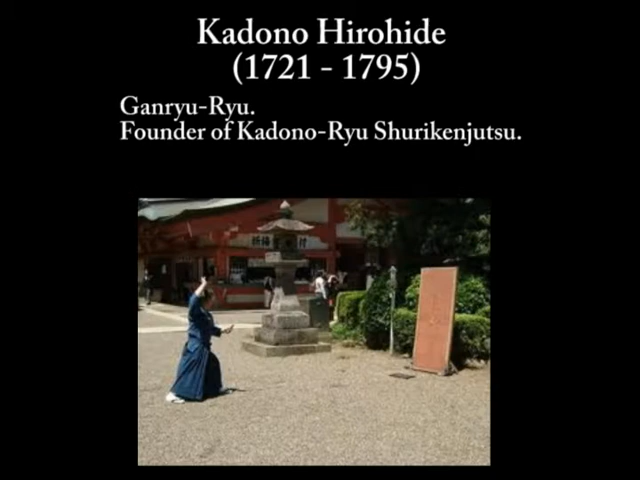 Kadono Hirohide
(1721 - 1795)
Ganryu-Ryu.
Founder of Kadono-Ryu Shurikenjutsu.